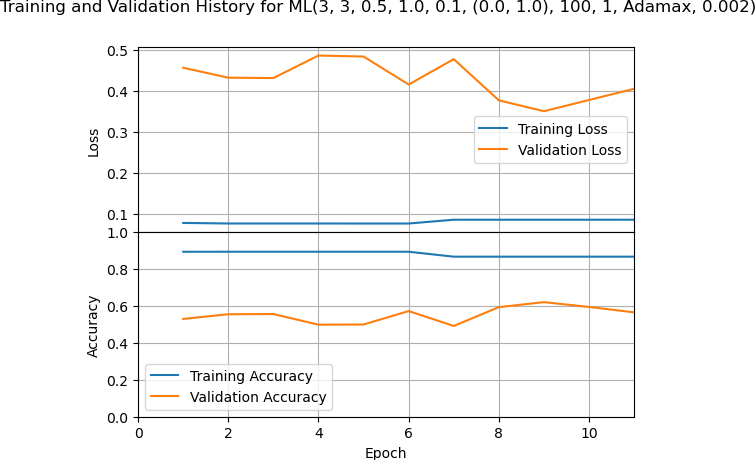 Training and Validation History for ML(3, 3, 0.5, 1.0, 0.1, (0.0, 1.0), 100, 1, Adamax, 0.002)
0.5
0.4
0.3
0.2
0.1
Loss
Training Loss
Validation Loss
1.0
0.8
0.6
0.4
0.2
0.0
Accuracy
Training Accuracy
Validation Accuracy
0 2 4 6 8 10
Epoch